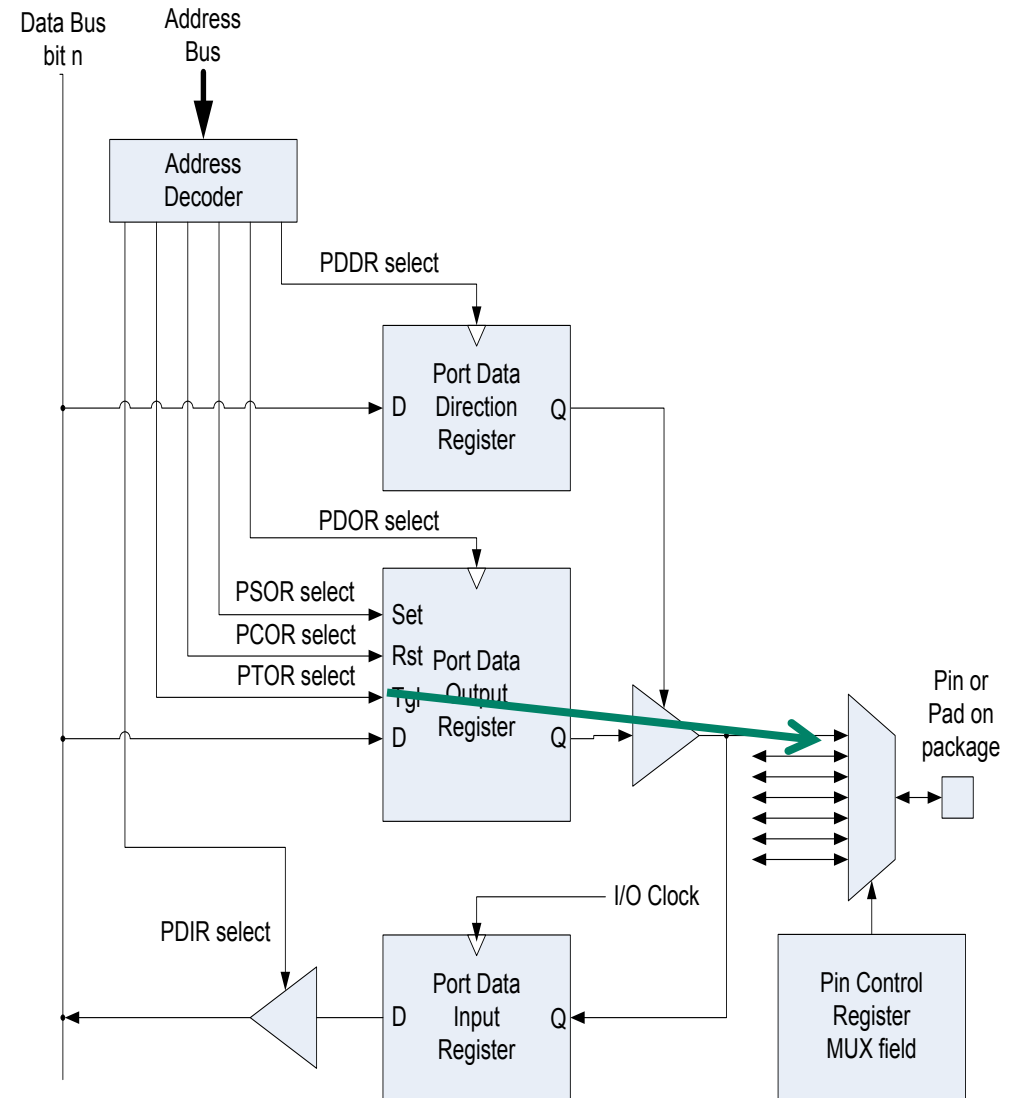 Data Bus
bit n
Address
Bus
Address
Decoder
PDDR select
Port Data
D Direction Q
Register
PDOR select
PSOR select
Set
PCOR select
Rst Port Data
PTOR select
Tgl Output
Register
D Q
Pin or
Pad on
package
I/O Clock
PDIR select
Port Data
D Input Q
Register
Pin Control
Register
MUX field